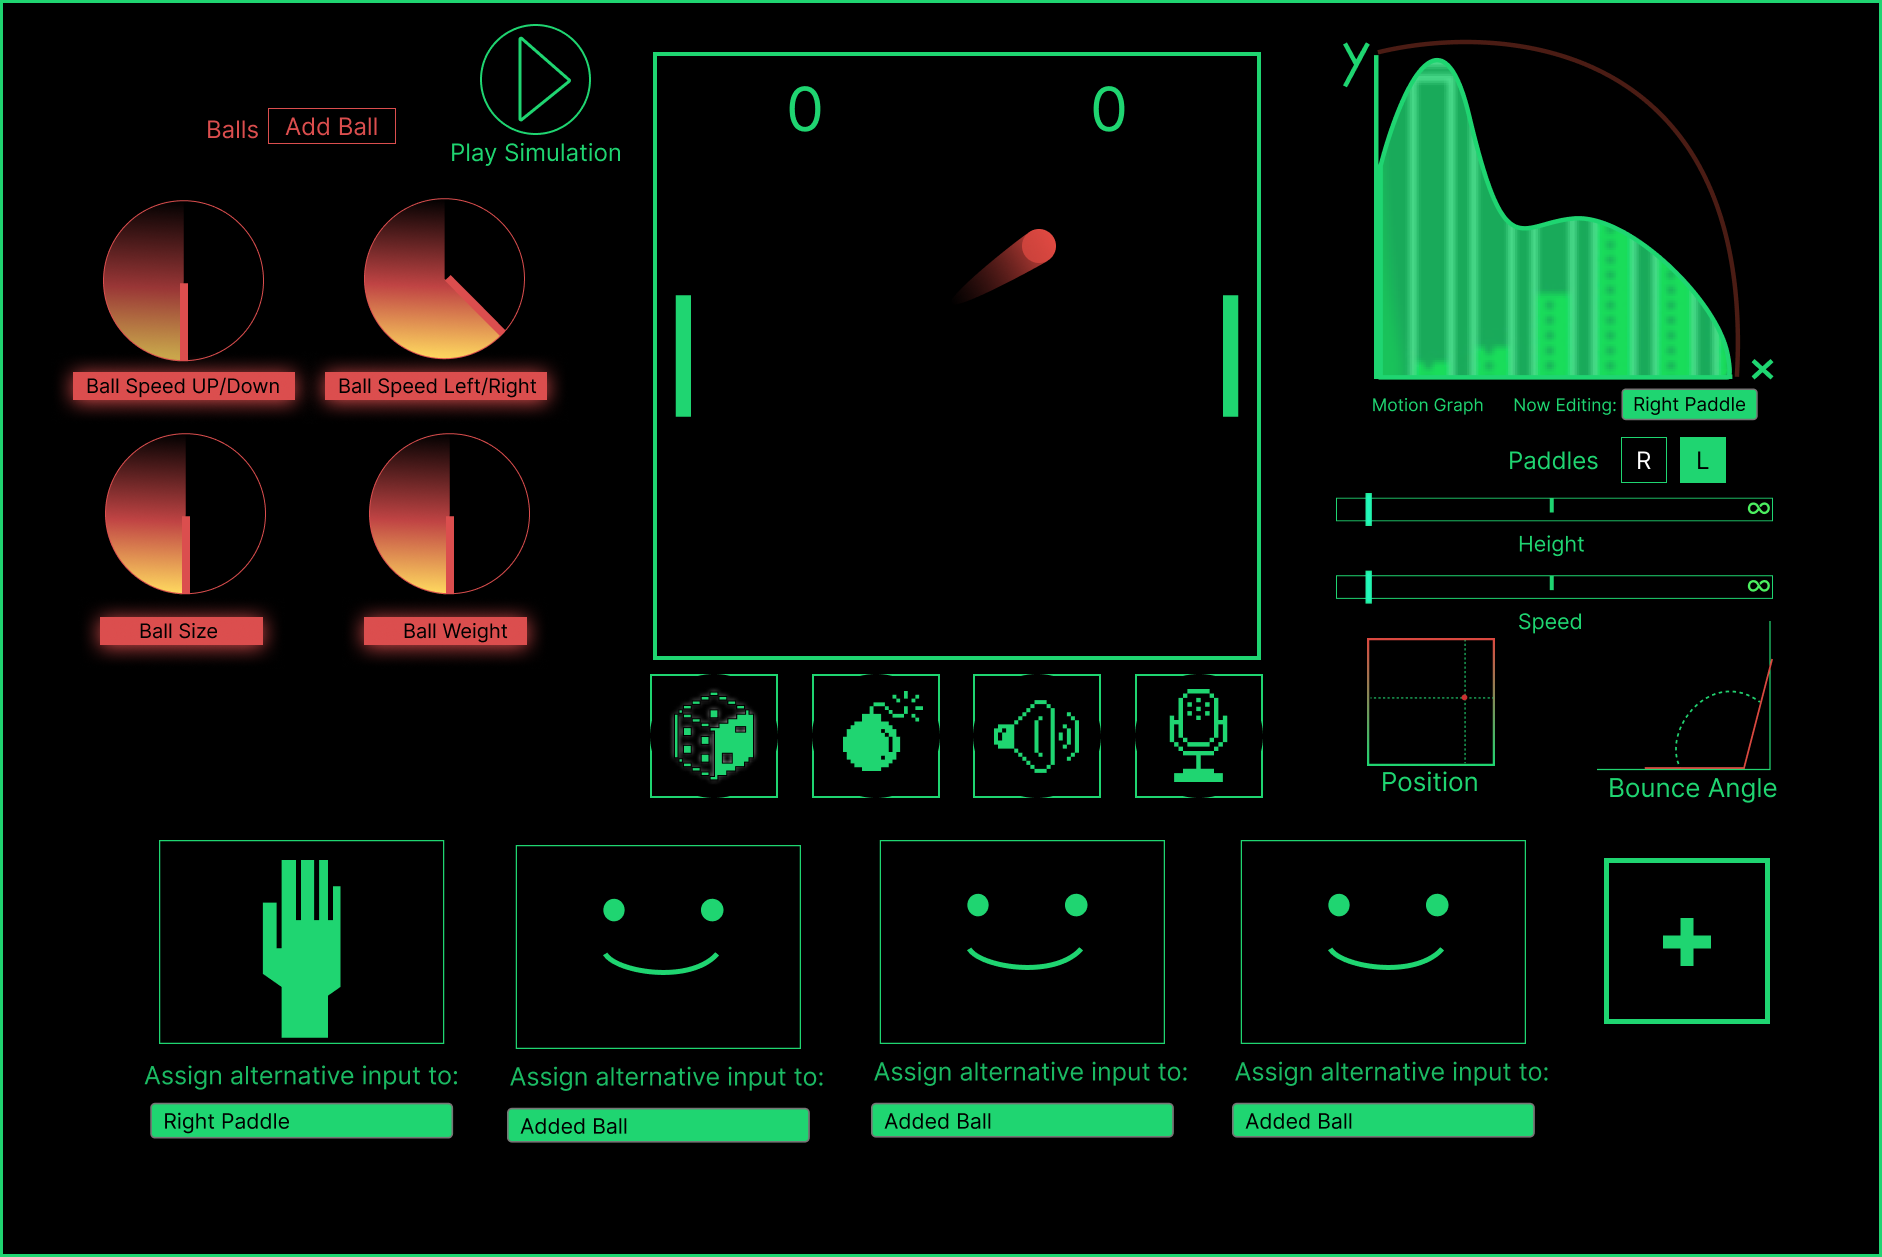 Play Simulation
Balls
Add Ball
Ball Speed UP/Down
Ball Speed Left/Right
Ball Size
Ball Weight
0
0
y
x
Motion Graph
Now Editing:
Right Paddle
Paddles
R
L
∞
Height
∞
Speed
Position
Bounce Angle
Assign alternative input to:
Right Paddle
Assign alternative input to:
Added Ball
Assign alternative input to:
Added Ball
Assign alternative input to:
Added Ball